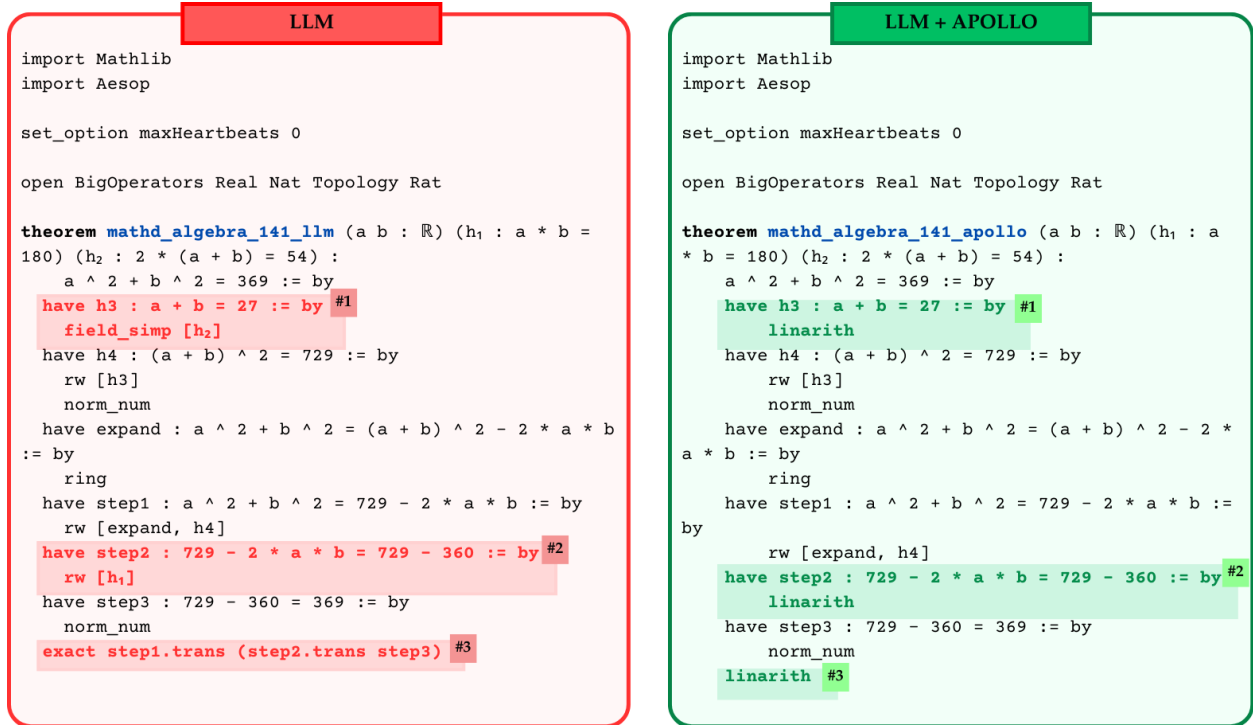 LLM
import Mathlib
import Aesop
set_option maxHeartbeats 0
open BigOperators Real Nat Topology Rat
theorem mathd_algebra_141_llm (a b : ℝ) (h₁ : a * b =
180) (h₂ : 2 * (a + b) = 54) :
a ^ 2 + b ^ 2 = 369 := by
have h3 : a + b = 27 := by #1
field_simp [h₂]
have h4 : (a + b) ^ 2 = 729 := by
rw [h3]
norm_num
have expand : a ^ 2 + b ^ 2 = (a + b) ^ 2 - 2 * a * b
:= by
ring
have step1 : a ^ 2 + b ^ 2 = 729 - 2 * a * b := by
rw [expand, h4]
have step2 : 729 - 2 * a * b = 729 - 360 := by #2
rw [h₁]
have step3 : 729 - 360 = 369 := by
norm_num
exact step1.trans (step2.trans step3) #3
LLM + APOLLO
import Mathlib
import Aesop
set_option maxHeartbeats 0
open BigOperators Real Nat Topology Rat
theorem mathd_algebra_141_apollo (a b : ℝ) (h₁ : a
* b = 180) (h₂ : 2 * (a + b) = 54) :
a ^ 2 + b ^ 2 = 369 := by
have h3 : a + b = 27 := by #1
linarith
have h4 : (a + b) ^ 2 = 729 := by
rw [h3]
norm_num
have expand : a ^ 2 + b ^ 2 = (a + b) ^ 2 - 2 *
a * b := by
ring
have step1 : a ^ 2 + b ^ 2 = 729 - 2 * a * b :=
by
rw [expand, h4]
have step2 : 729 - 2 * a * b = 729 - 360 := by #2
linarith
have step3 : 729 - 360 = 369 := by
norm_num
linarith #3